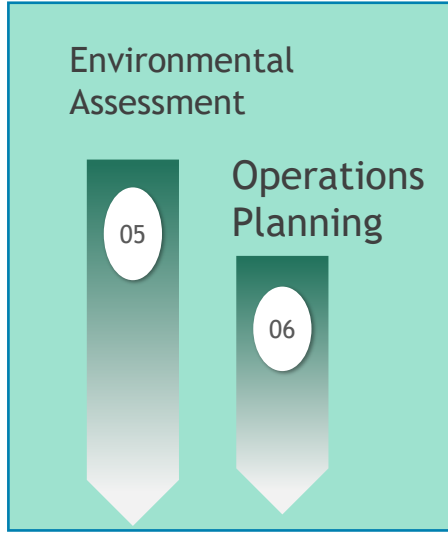 Environmental
Assessment
05
Operations
Planning
06